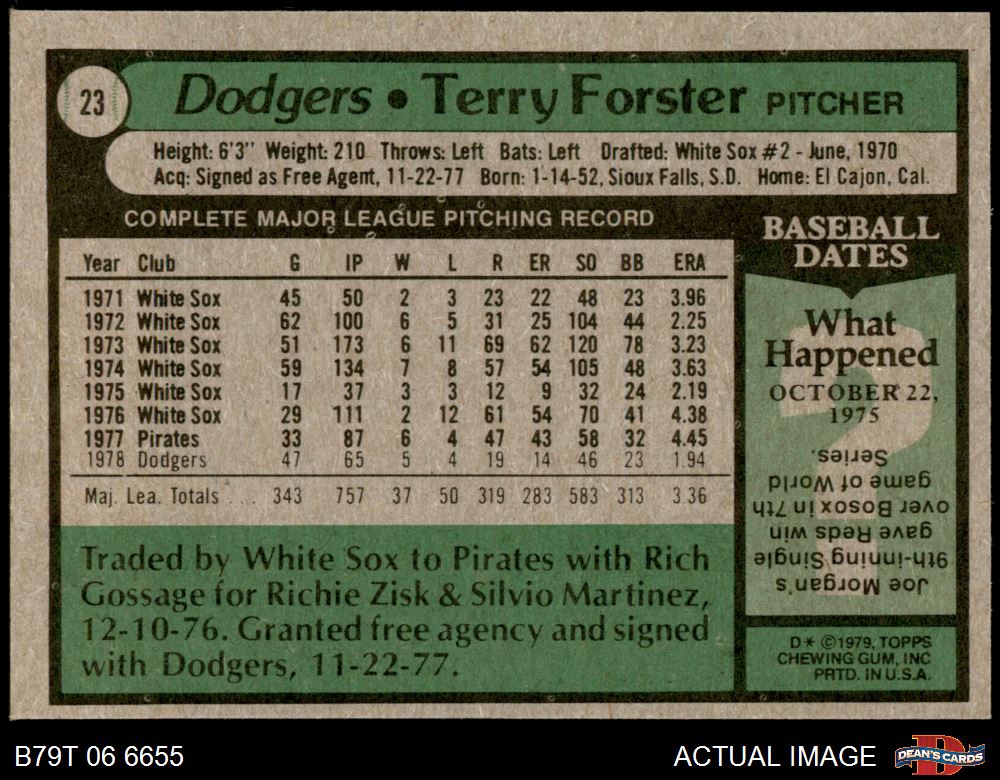 23
Dodgers • Terry Forster PITCHER
Height: 6'3" Weight: 210 Throws: Left Bats: Left Drafted: White Sox #2 - June, 1970
Acq: Signed as Free Agent, 11-22-77 Born: 1-14-52, Sioux Falls, S.D. Home: El Cajon, Cal.
COMPLETE MAJOR LEAGUE PITCHING RECORD
Year Club G IP W L R ER SO BB ERA
1971 White Sox 45 50 2 3 23 22 48 23 3.96
1972 White Sox 62 100 6 5 31 25 104 44 2.25
1973 White Sox 51 173 6 11 69 62 120 78 3.23
1974 White Sox 59 134 7 8 57 54 105 48 3.63
1975 White Sox 17 37 3 3 12 9 32 24 2.19
1976 White Sox 29 111 2 12 61 54 70 41 4.38
1977 Pirates 33 87 6 4 47 43 58 32 4.45
1978 Dodgers 47 65 5 4 19 14 46 23 1.94
Maj. Lea. Totals .... 343 757 37 50 319 283 583 313 3.36
Traded by White Sox to Pirates with Rich
Gossage for Richie Zisk & Silvio Martinez,
12-10-76. Granted free agency and signed
with Dodgers, 11-22-77.
BASEBALL
DATES
What
Happened
OCTOBER 22,
1975
Joe Morgan's
9th-inning Single
gave Reds win
over Bosox in 7th
game of World
Series.
D* ©1979, TOPPS
CHEWING GUM, INC
PRTD. IN U.S.A.
B79T 06 6655
ACTUAL IMAGE
D
DEAN'S CARDS